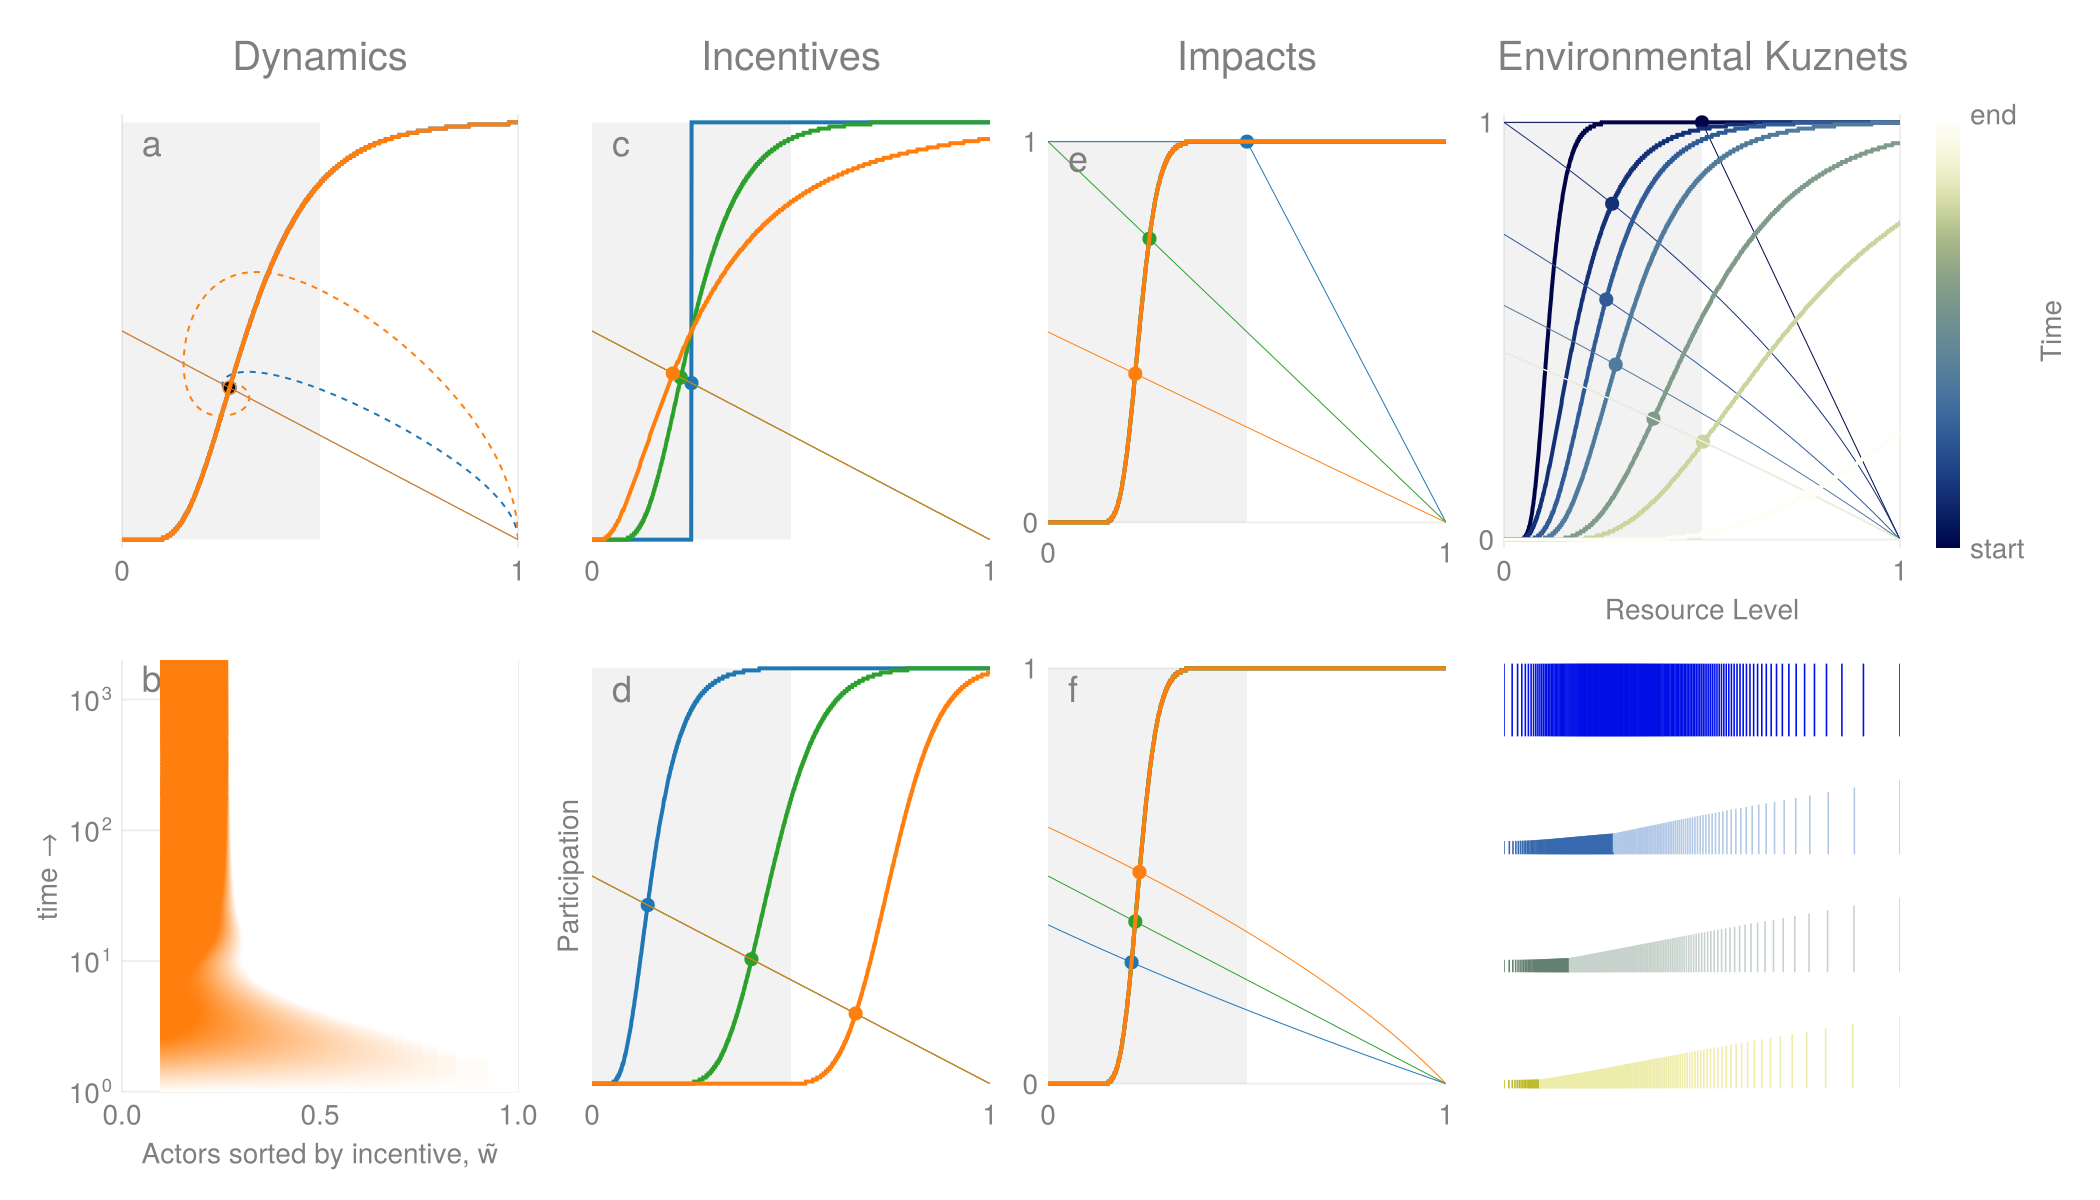 Dynamics
Incentives
Impacts
Environmental Kuznets
a
c
e
1
0
1
0
end
start
Time
0
1
0
1
0
1
0
1
Resource Level
b
d
f
10³
10²
10¹
10⁰
time →
Participation
1
0
0.0
0.5
1.0
0
1
0
1
Actors sorted by incentive, w̃